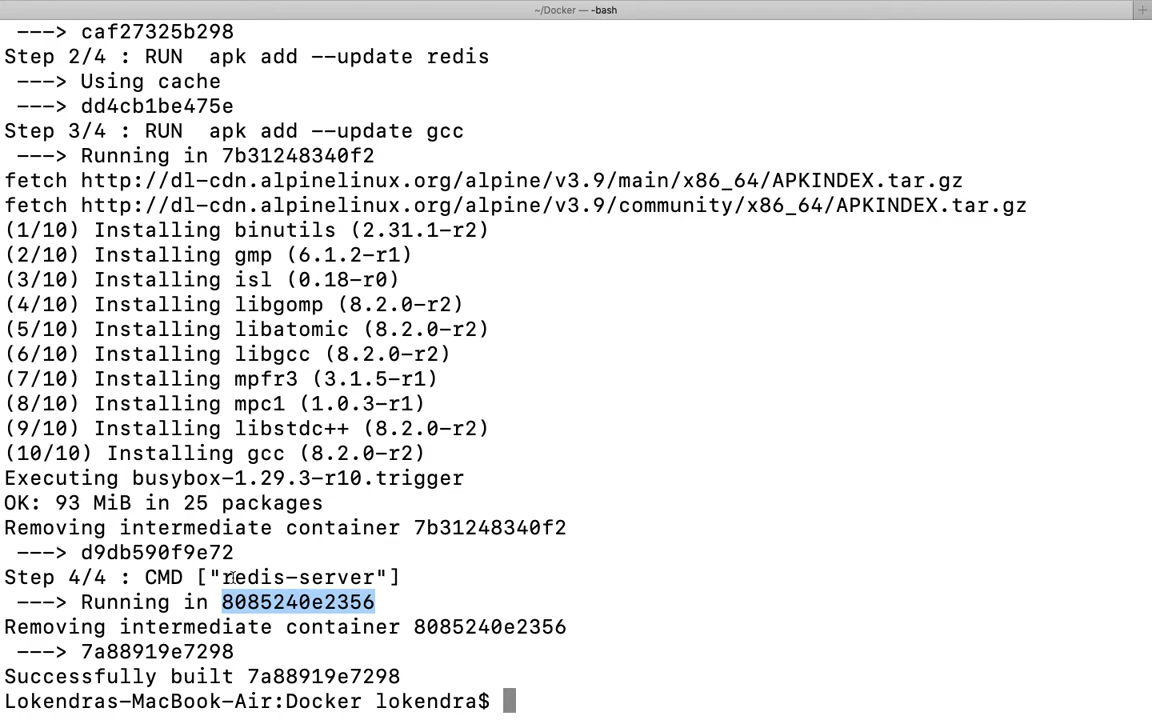 ~/Docker — -bash
---> caf27325b298
Step 2/4 : RUN  apk add --update redis
---> Using cache
---> dd4cb1be475e
Step 3/4 : RUN  apk add --update gcc
---> Running in 7b31248340f2
fetch http://dl-cdn.alpinelinux.org/alpine/v3.9/main/x86_64/APKINDEX.tar.gz
fetch http://dl-cdn.alpinelinux.org/alpine/v3.9/community/x86_64/APKINDEX.tar.gz
(1/10) Installing binutils (2.31.1-r2)
(2/10) Installing gmp (6.1.2-r1)
(3/10) Installing isl (0.18-r0)
(4/10) Installing libgomp (8.2.0-r2)
(5/10) Installing libatomic (8.2.0-r2)
(6/10) Installing libgcc (8.2.0-r2)
(7/10) Installing mpfr3 (3.1.5-r1)
(8/10) Installing mpc1 (1.0.3-r1)
(9/10) Installing libstdc++ (8.2.0-r2)
(10/10) Installing gcc (8.2.0-r2)
Executing busybox-1.29.3-r10.trigger
OK: 93 MiB in 25 packages
Removing intermediate container 7b31248340f2
---> d9db590f9e72
Step 4/4 : CMD ["redis-server"]
---> Running in 8085240e2356
Removing intermediate container 8085240e2356
---> 7a88919e7298
Successfully built 7a88919e7298
Lokendras-MacBook-Air:Docker lokendra$